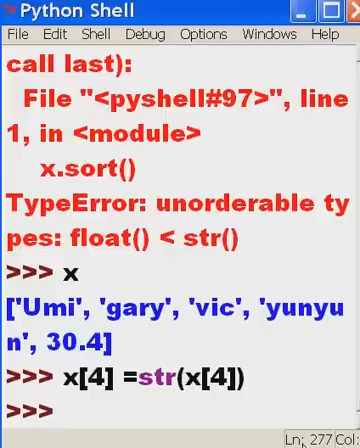 Python Shell
File Edit Shell Debug Options Windows Help
call last):
File "<pyshell#97>", line
1, in <module>
x.sort()
TypeError: unorderable ty
pes: float() < str()
>>> x
['Umi', 'gary', 'vic', 'yunyu
n', 30.4]
>>> x[4] =str(x[4])
>>>
Ln: 277 Col: